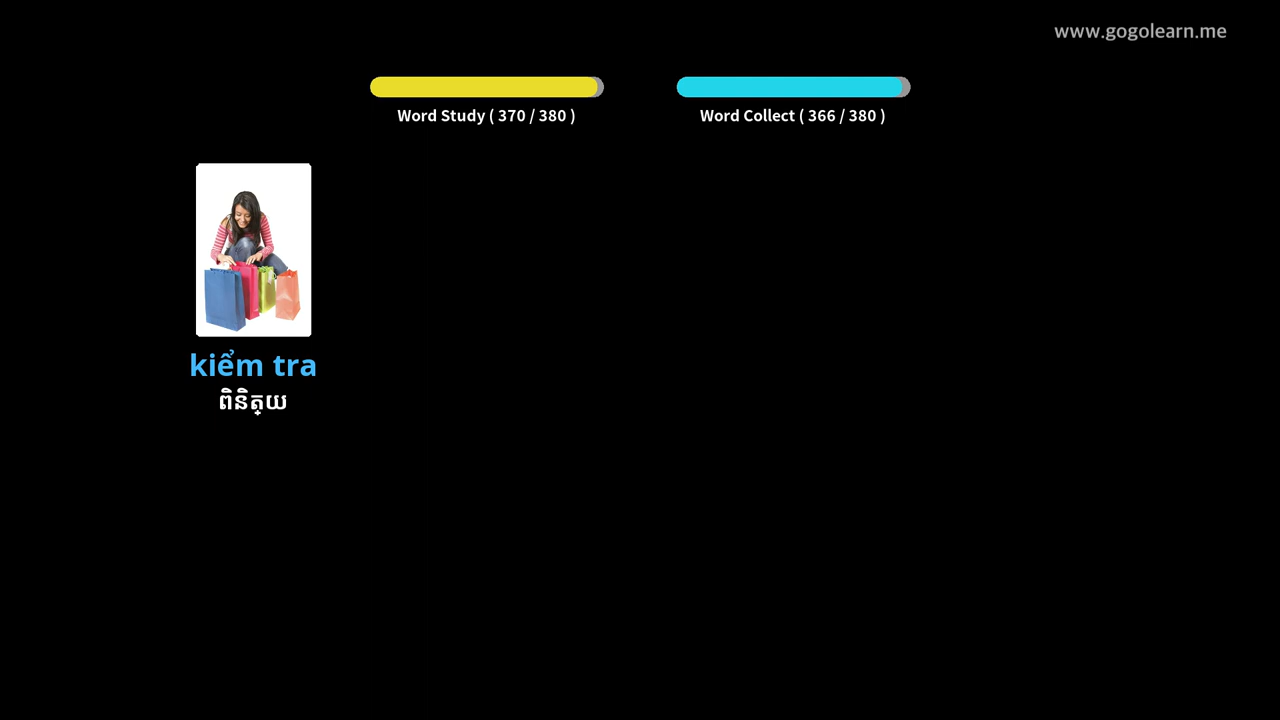 www.gogolearn.me
Word Study ( 370 / 380 )
Word Collect ( 366 / 380 )
kiểm tra
ពិនិត្យ